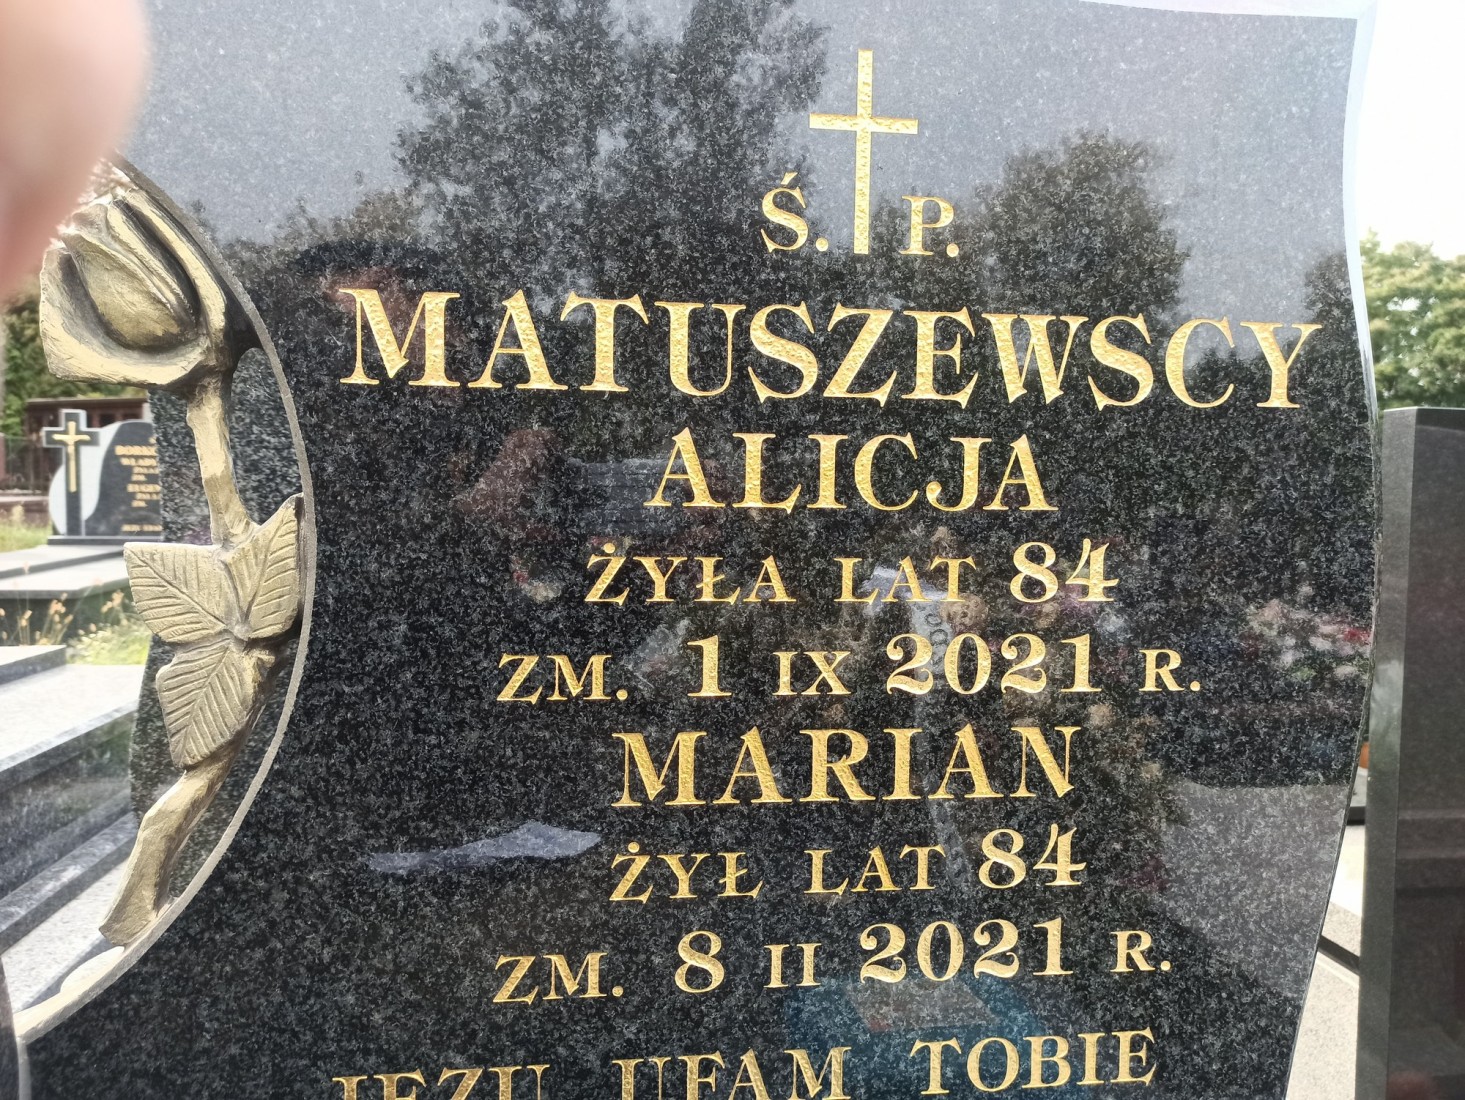 Ś. P.
MATUSZEWSCY
ALICJA
ŻYŁA LAT 84
ZM. 1 IX 2021 R.
MARIAN
ŻYŁ LAT 84
ZM. 8 II 2021 R.
JEZU UFAM TOBIE